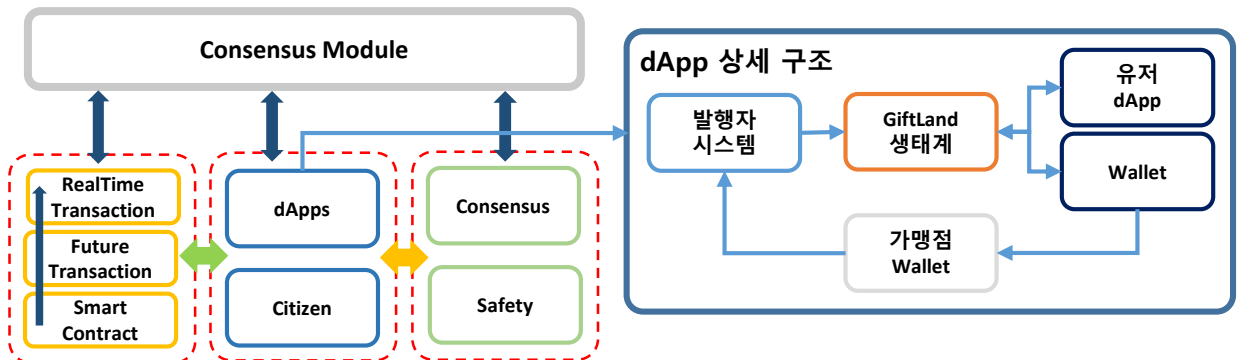 Consensus Module
RealTime
Transaction
Future
Transaction
Smart
Contract
dApps
Citizen
Consensus
Safety
dApp 상세 구조
발행자
시스템
GiftLand
생태계
유저
dApp
Wallet
가맹점
Wallet